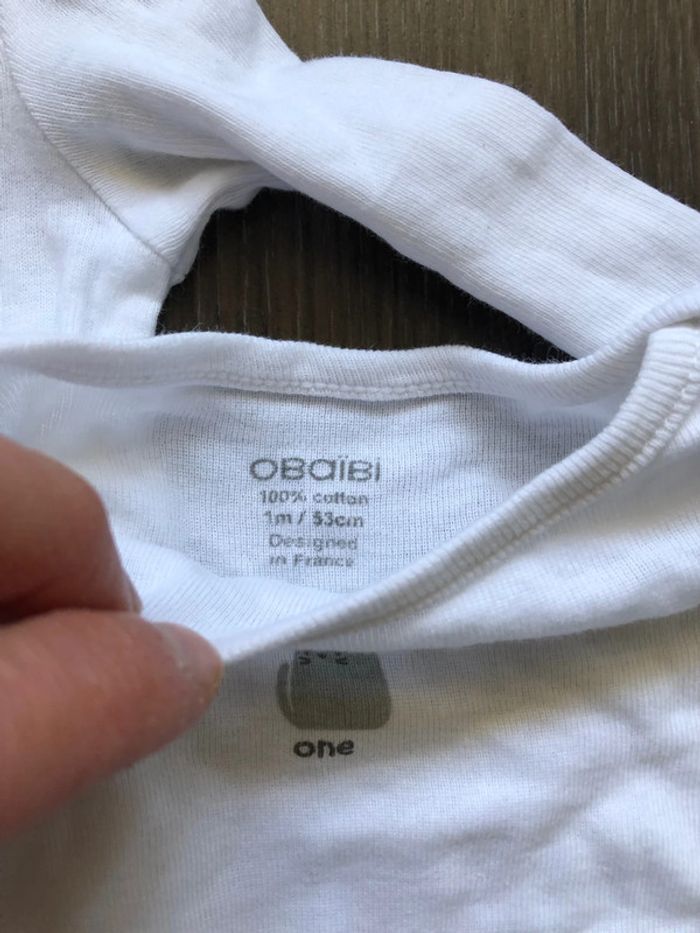 OBaïBi
100% cotton
1m / 53cm
Designed
in France
one